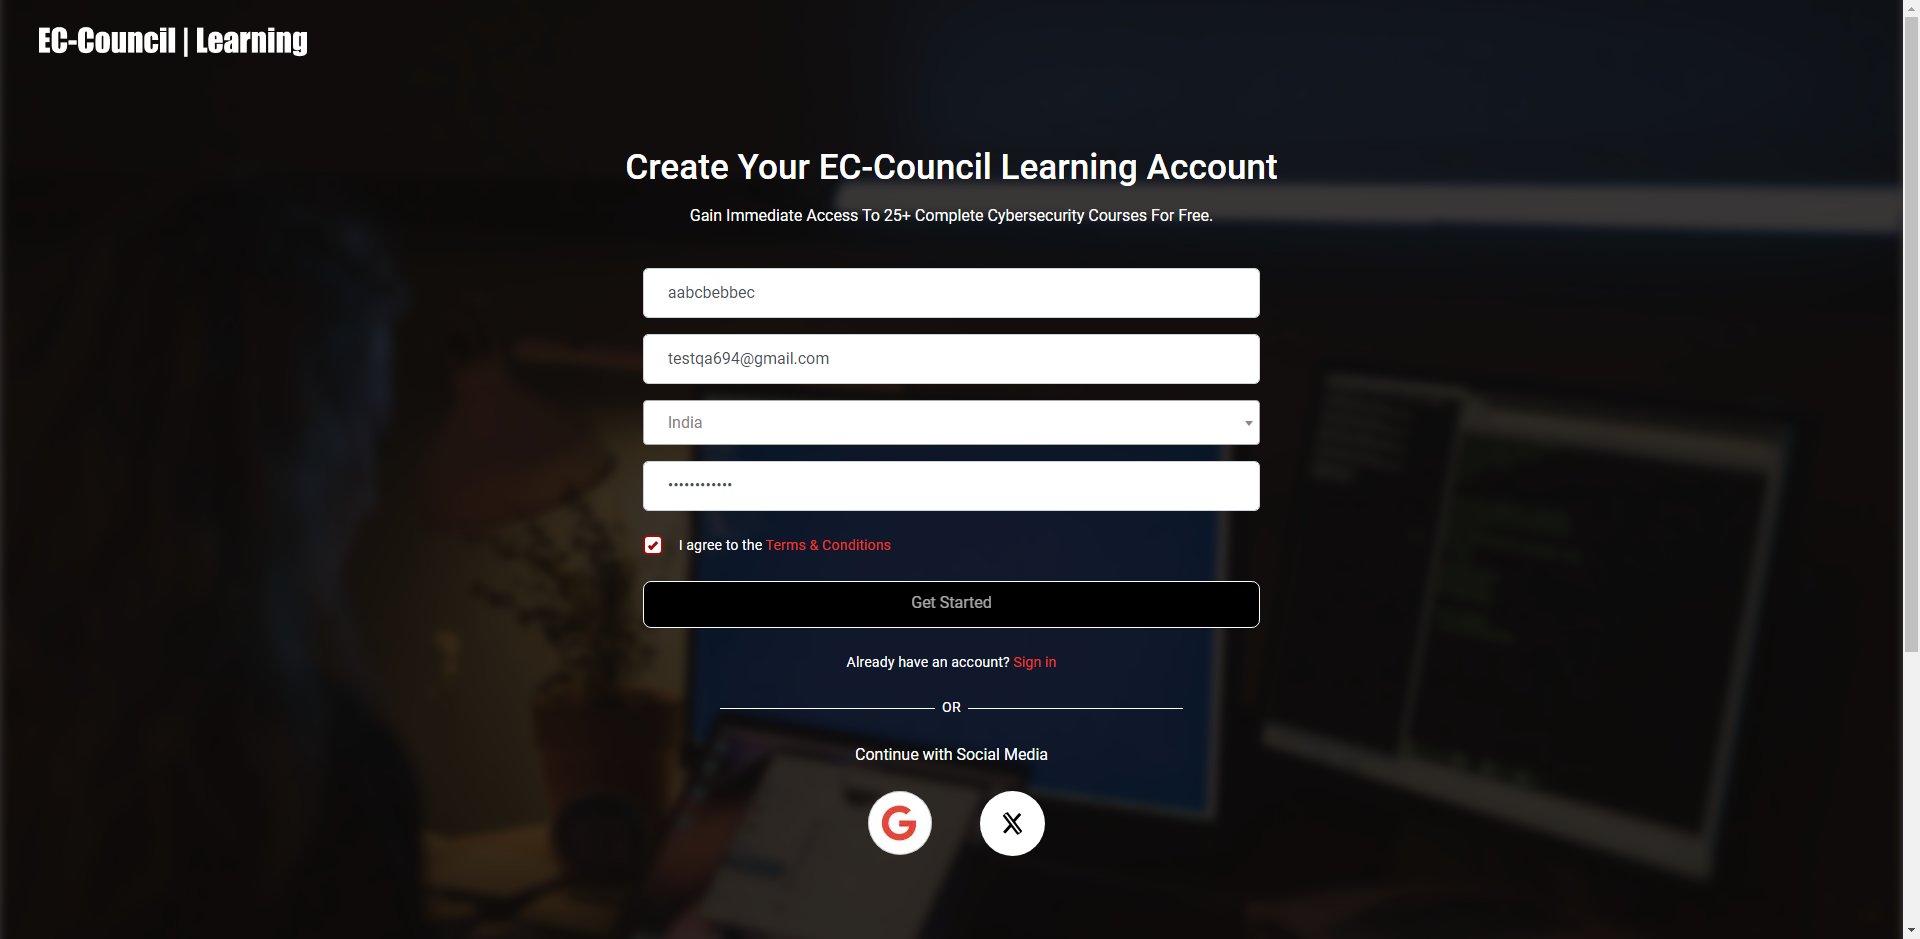 EC-Council | Learning
Create Your EC-Council Learning Account
Gain Immediate Access To 25+ Complete Cybersecurity Courses For Free.
aabcbebbec
testqa694@gmail.com
India
••••••••••••
I agree to the Terms & Conditions
Get Started
Already have an account? Sign in
OR
Continue with Social Media
G
X